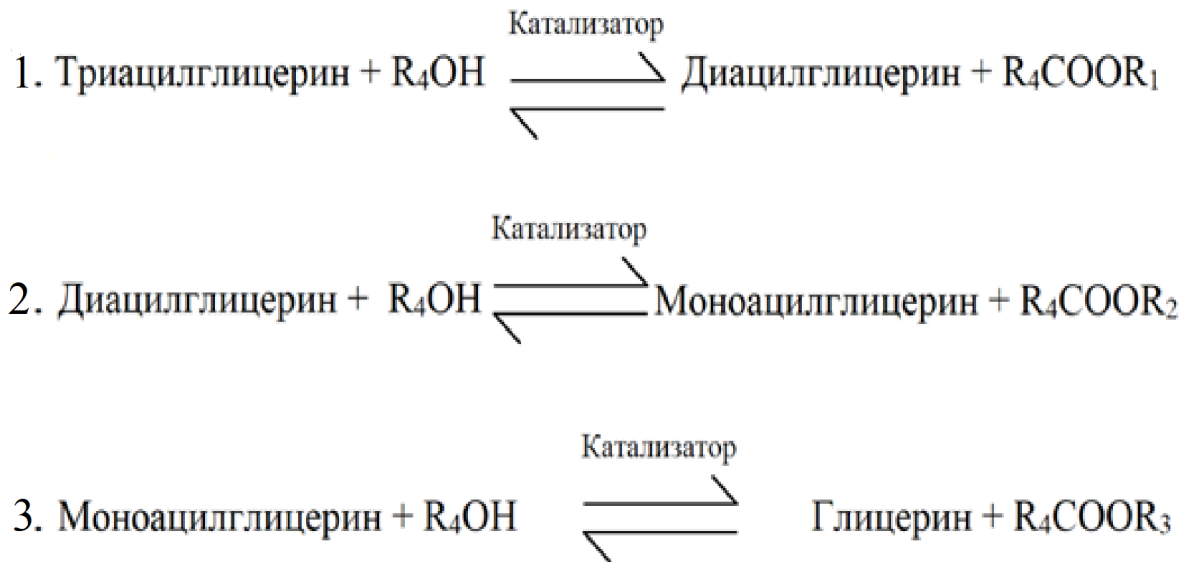 Катализатор
1. Триацилглицерин + R₄OH ⇌ Диацилглицерин + R₄COOR₁
Катализатор
2. Диацилглицерин + R₄OH ⇌ Моноацилглицерин + R₄COOR₂
Катализатор
3. Моноацилглицерин + R₄OH ⇌ Глицерин + R₄COOR₃